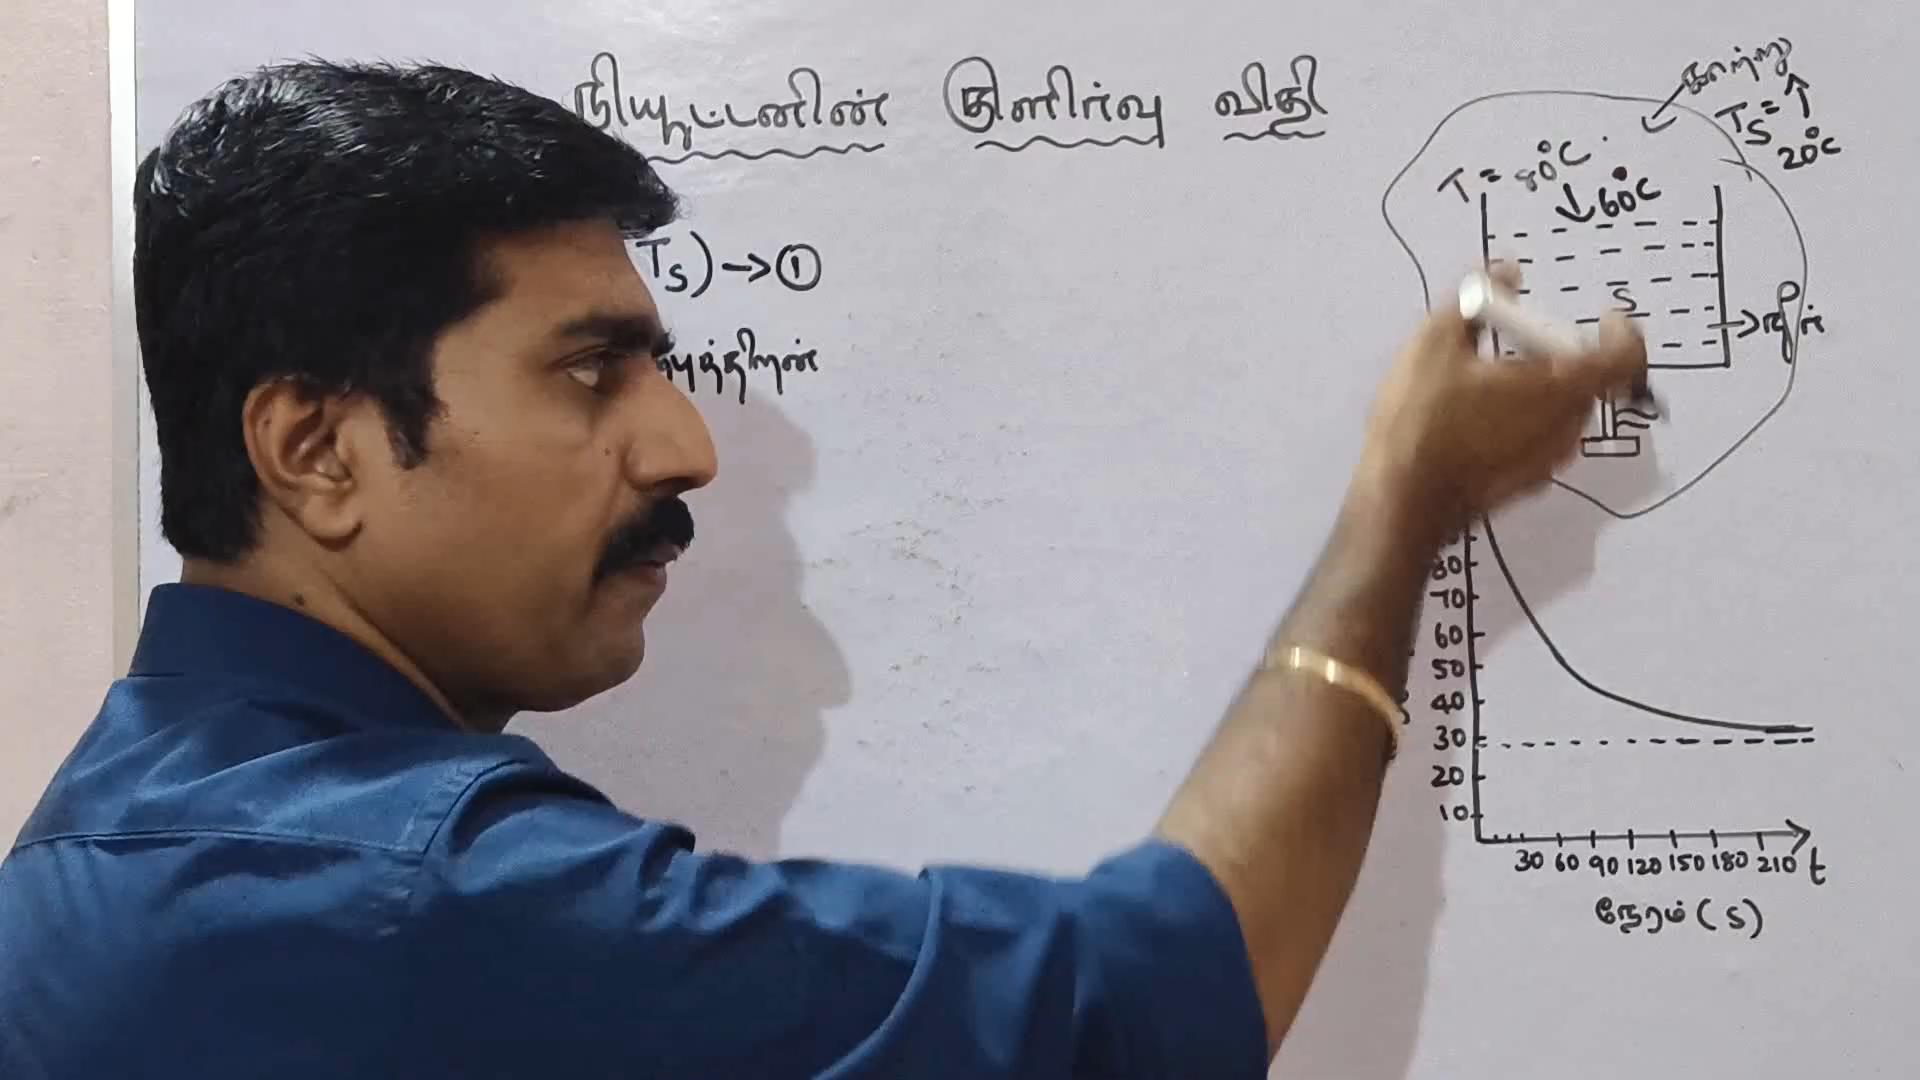 நியூட்டனின் குளிர்வு விதி
காற்று
Ts =
20°C
T = 80°C
60°C
Ts) → ①
S
→ நீர்
80
70
60
50
40
30
20
10
30 60 90 120 150 180 210 t
நேரம் (s)